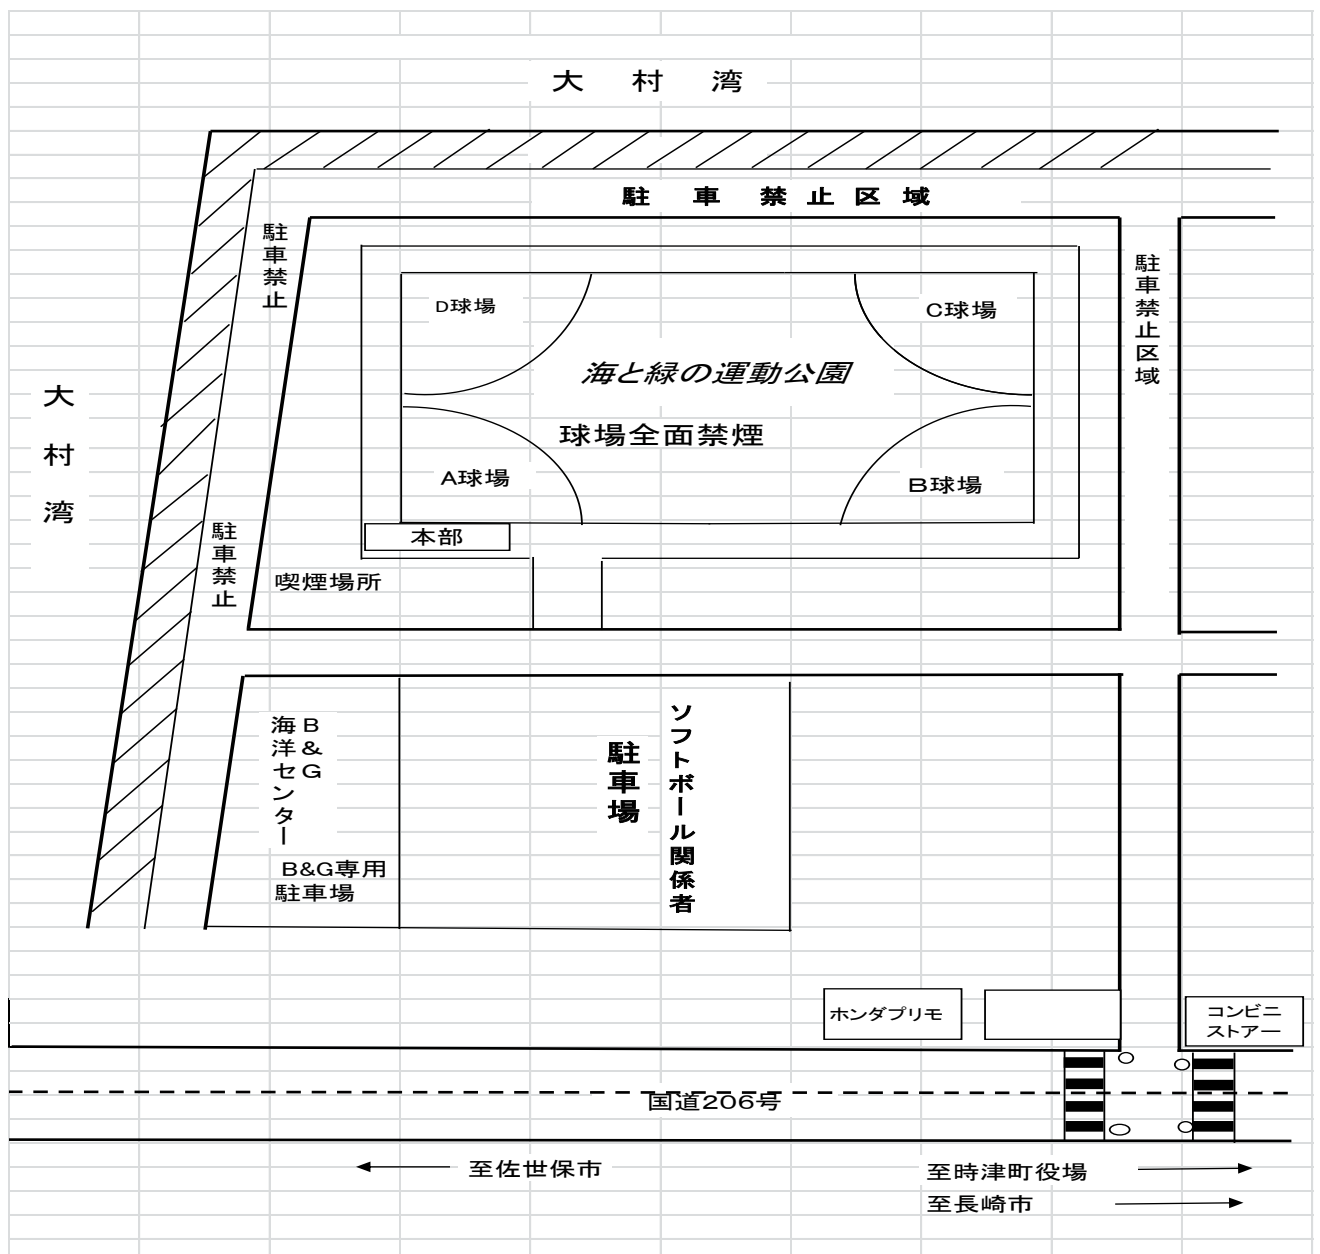 大 村 湾
駐 車 禁 止 区 域
駐車禁止
駐車禁止区域
D球場
C球場
海と緑の運動公園
大村湾
球場全面禁煙
A球場
B球場
駐車禁止
本部
喫煙場所
B&G
海洋センター
B&G専用
駐車場
ソフトボール関係者
駐車場
ホンダプリモ
コンビニ
ストアー
国道206号
至佐世保市
至時津町役場
至長崎市